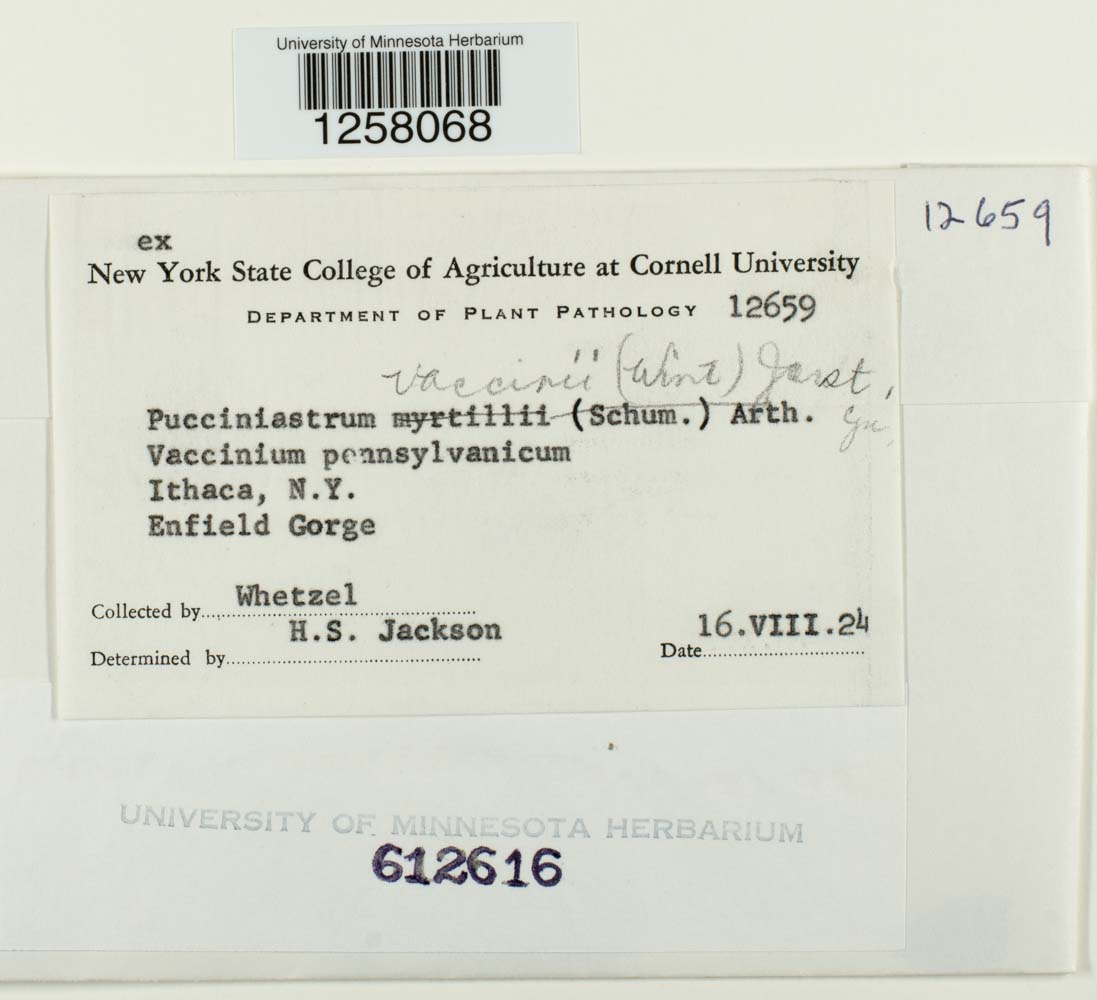 University of Minnesota Herbarium
1258068
12659
ex
New York State College of Agriculture at Cornell University
DEPARTMENT OF PLANT PATHOLOGY 12659
vaccinii (Wint)
Pucciniastrum myrtillii (Schum.) Arth.
Vaccinium pennsylvanicum
Ithaca, N.Y.
Enfield Gorge
Collected by Whetzel
H.S. Jackson
Determined by
16.VIII.24
Date
UNIVERSITY OF MINNESOTA HERBARIUM
612616